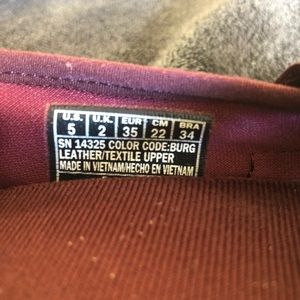 U.S. U.K. EUR CM BRA
5 2 35 22 34
SN 14325 COLOR CODE:BURG
LEATHER/TEXTILE UPPER
MADE IN VIETNAM/HECHO EN VIETNAM